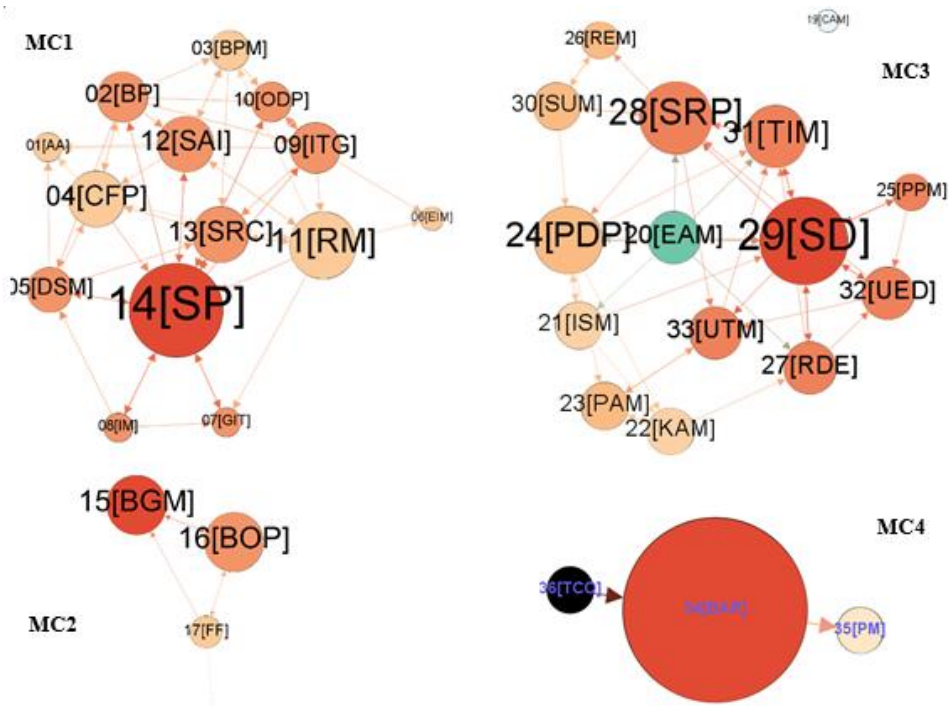 MC1
03[BPM]
02[BP]
10[ODP]
12[SAI]
09[ITG]
01[AA]
04[CFP]
06[EIM]
13[SRC]
11[RM]
05[DSM]
14[SP]
08[IM]
07[GIT]
15[BGM]
16[BOP]
17[FF]
MC2
19[CAM]
26[REM]
MC3
30[SUM]
28[SRP]
31[TIM]
25[PPM]
24[PDP]
20[EAM]
29[SD]
32[UED]
21[ISM]
33[UTM]
27[RDE]
23[PAM]
22[KAM]
MC4
35[PM]